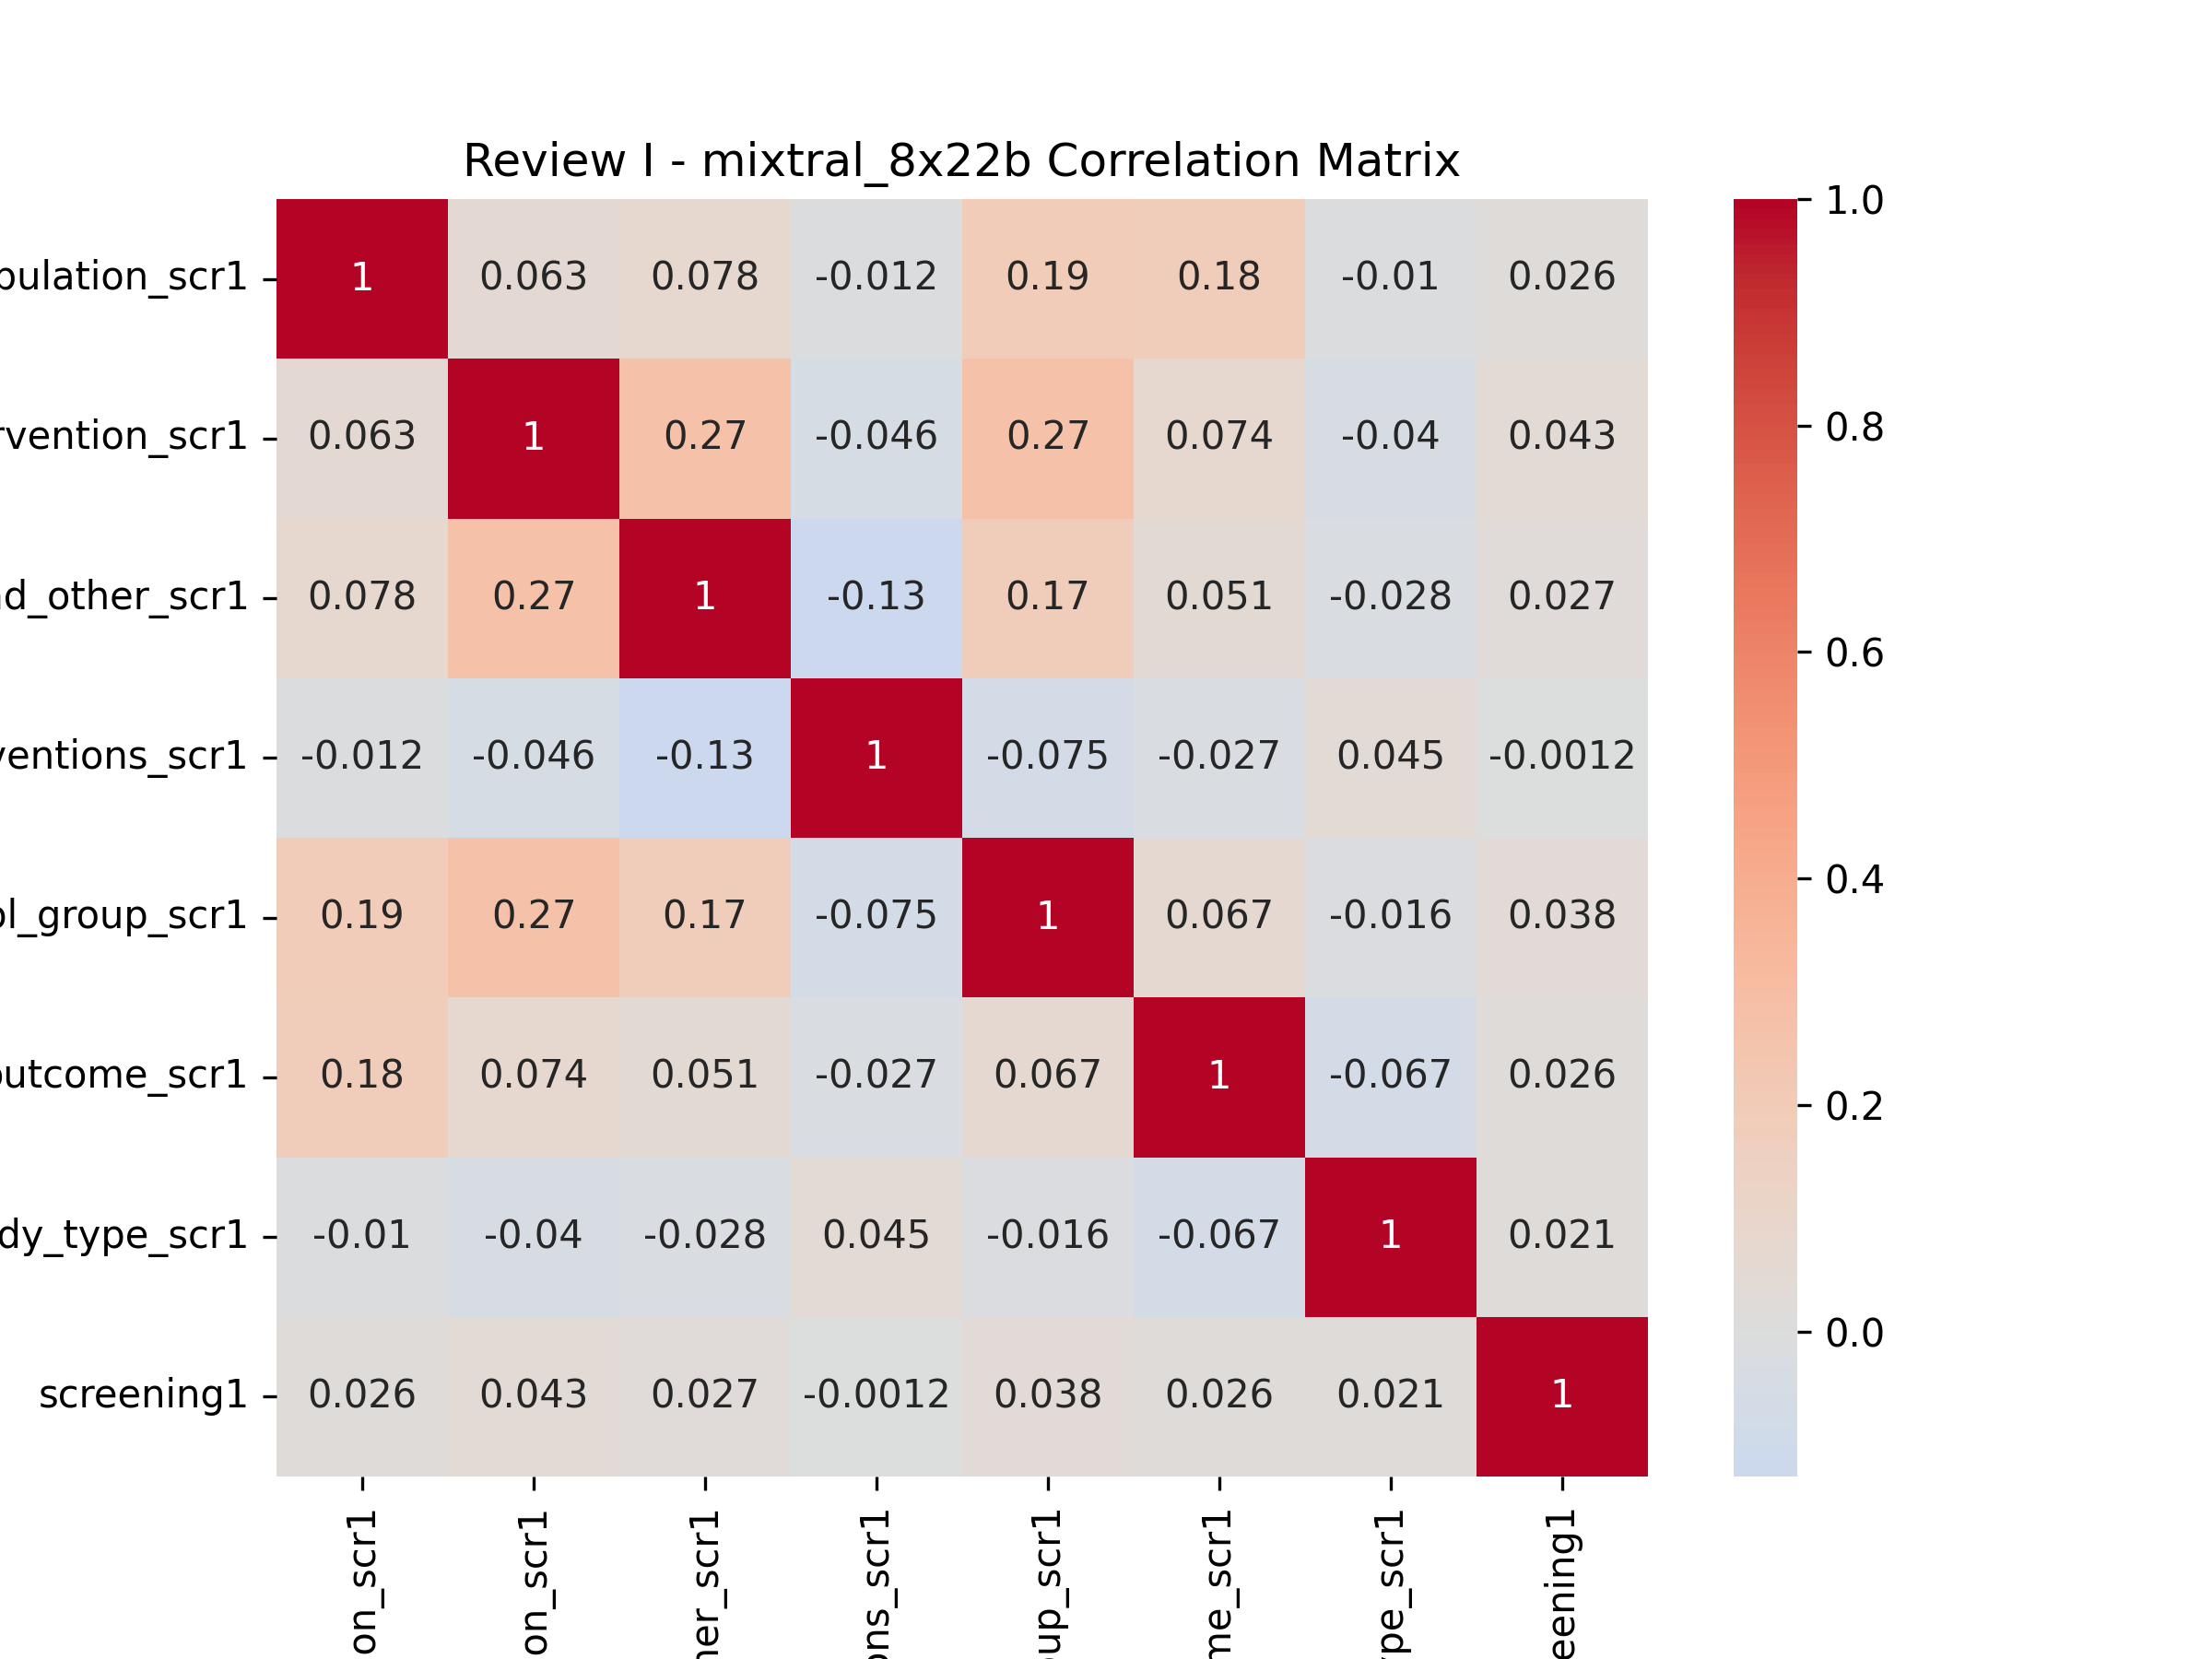 Review I - mixtral_8x22b Correlation Matrix
pulation_scr1 1 0.063 0.078 -0.012 0.19 0.18 -0.01 0.026
rvention_scr1 0.063 1 0.27 -0.046 0.27 0.074 -0.04 0.043
d_other_scr1 0.078 0.27 1 -0.13 0.17 0.051 -0.028 0.027
ventions_scr1 -0.012 -0.046 -0.13 1 -0.075 -0.027 0.045 -0.0012
ol_group_scr1 0.19 0.27 0.17 -0.075 1 0.067 -0.016 0.038
outcome_scr1 0.18 0.074 0.051 -0.027 0.067 1 -0.067 0.026
dy_type_scr1 -0.01 -0.04 -0.028 0.045 -0.016 -0.067 1 0.021
screening1 0.026 0.043 0.027 -0.0012 0.038 0.026 0.021 1
on_scr1
on_scr1
her_scr1
ons_scr1
oup_scr1
me_scr1
ype_scr1
eening1
1.0
0.8
0.6
0.4
0.2
0.0